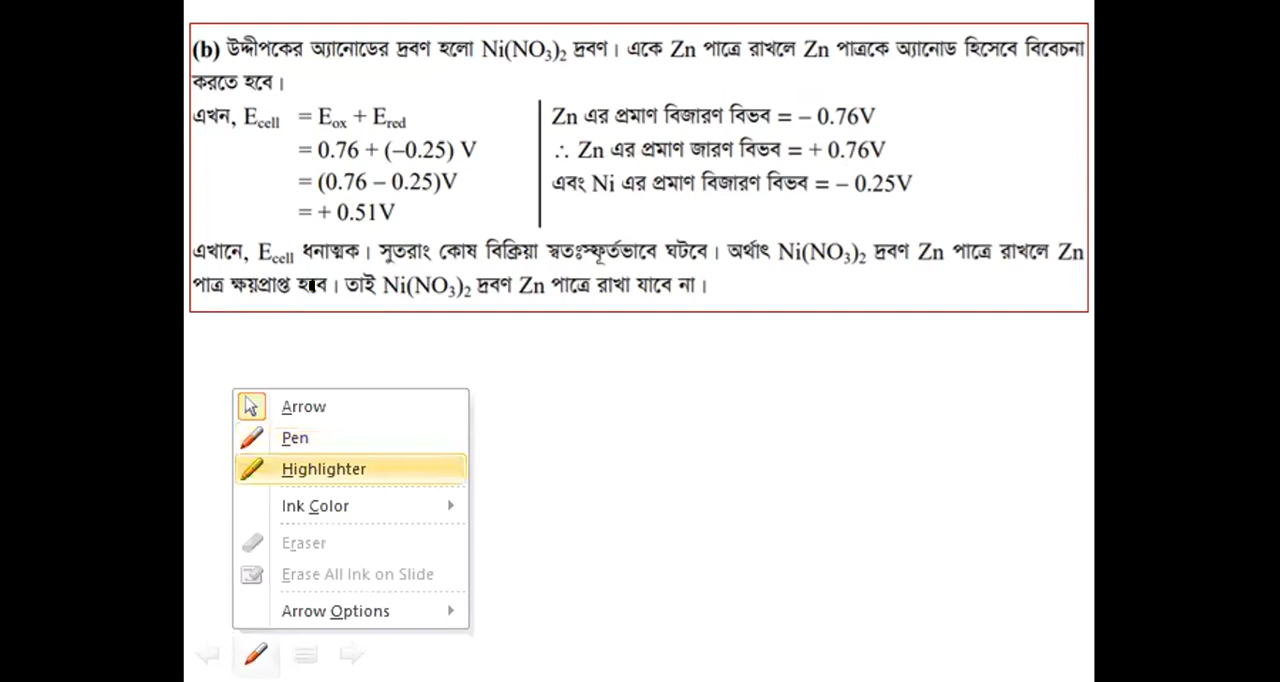 (b) উদ্দীপকের অ্যানোডের দ্রবণ হলো Ni(NO₃)₂ দ্রবণ। একে Zn পাত্রে রাখলে Zn পাত্রকে অ্যানোড হিসেবে বিবেচনা
করতে হবে।
এখন, E_cell = E_ox + E_red
= 0.76 + (–0.25) V
= (0.76 – 0.25)V
= + 0.51V
Zn এর প্রমাণ বিজারণ বিভব = – 0.76V
∴ Zn এর প্রমাণ জারণ বিভব = + 0.76V
এবং Ni এর প্রমাণ বিজারণ বিভব = – 0.25V
এখানে, E_cell ধনাত্মক। সুতরাং কোষ বিক্রিয়া স্বতঃস্ফূর্তভাবে ঘটবে। অর্থাৎ Ni(NO₃)₂ দ্রবণ Zn পাত্রে রাখলে Zn
পাত্র ক্ষয়প্রাপ্ত হবে। তাই Ni(NO₃)₂ দ্রবণ Zn পাত্রে রাখা যাবে না।
Arrow
Pen
Highlighter
Ink Color
Eraser
Erase All Ink on Slide
Arrow Options